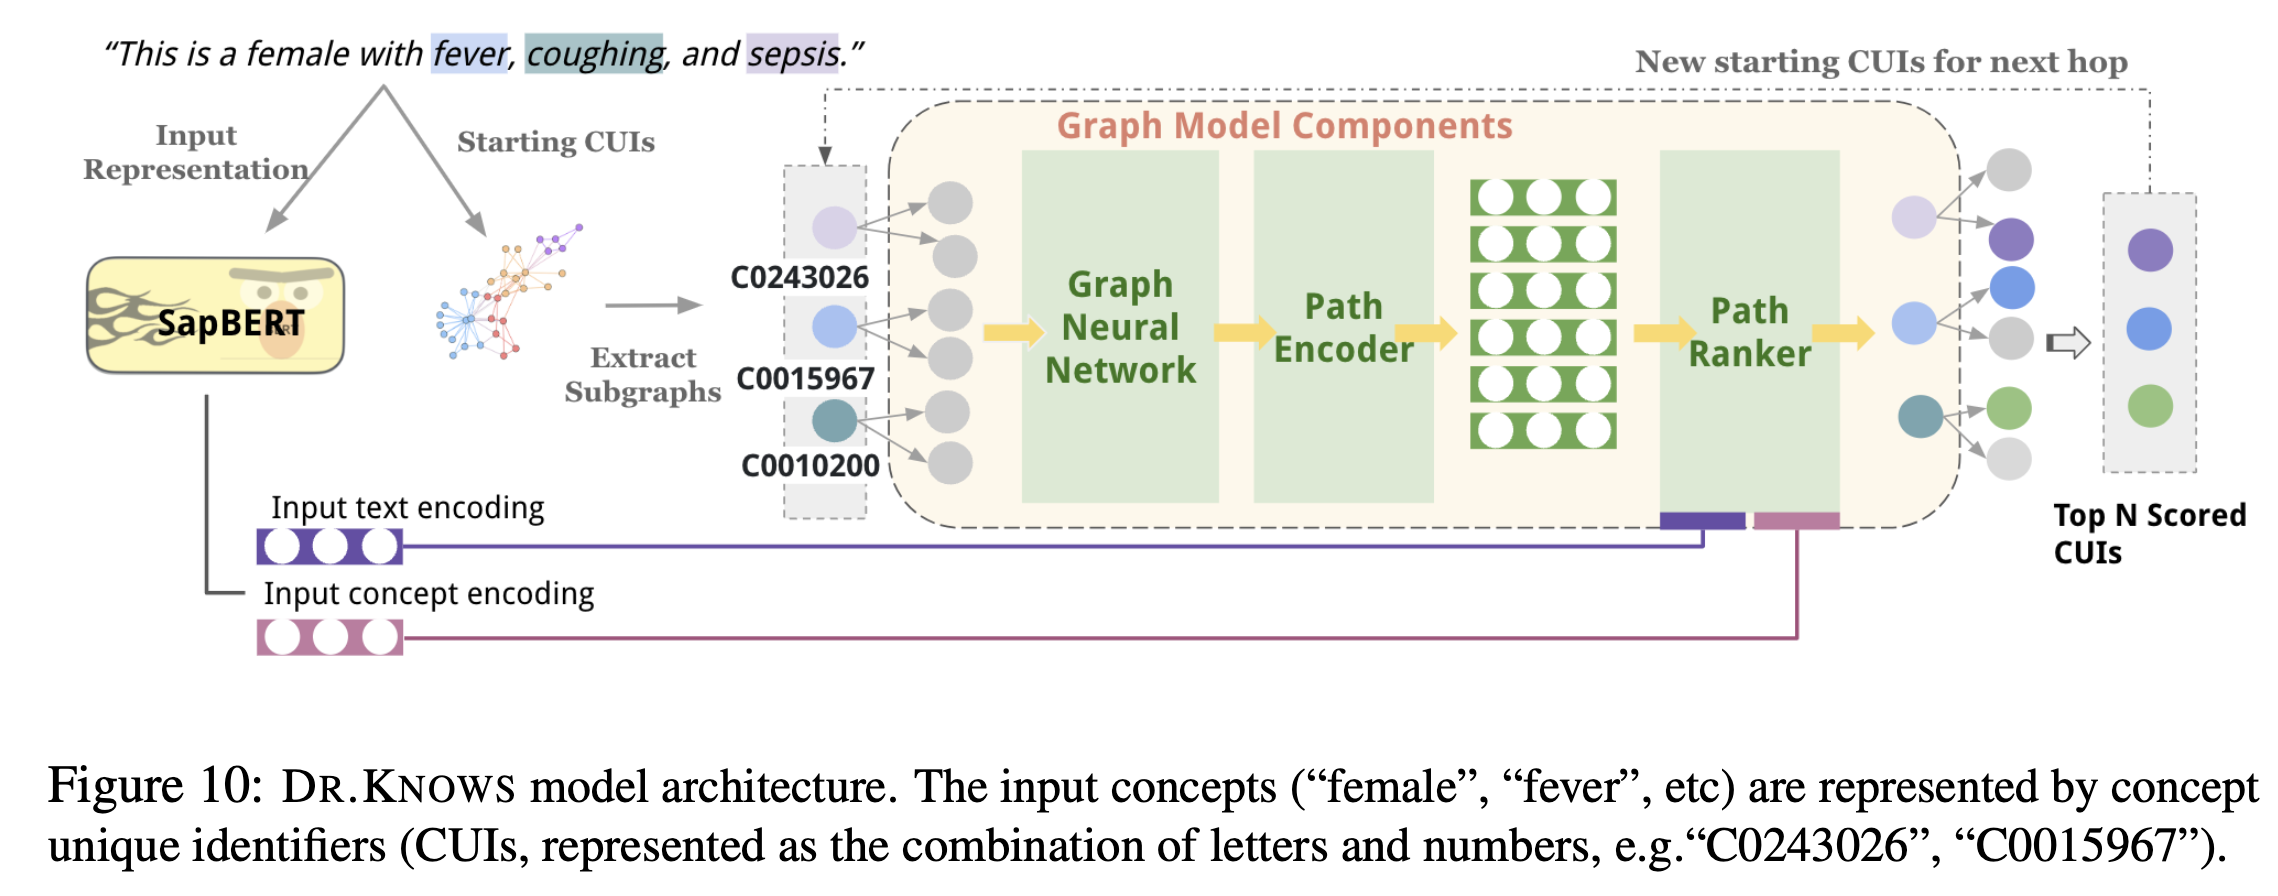 “This is a female with fever, coughing, and sepsis.”
New starting CUIs for next hop
Input
Representation
Starting CUIs
Graph Model Components
SapBERT
Extract
Subgraphs
C0243026
C0015967
C0010200
Graph
Neural
Network
Path
Encoder
Path
Ranker
Top N Scored
CUIs
Input text encoding
Input concept encoding
Figure 10: DR.KNOWS model architecture. The input concepts (“female”, “fever”, etc) are represented by concept
unique identifiers (CUIs, represented as the combination of letters and numbers, e.g.“C0243026”, “C0015967”).